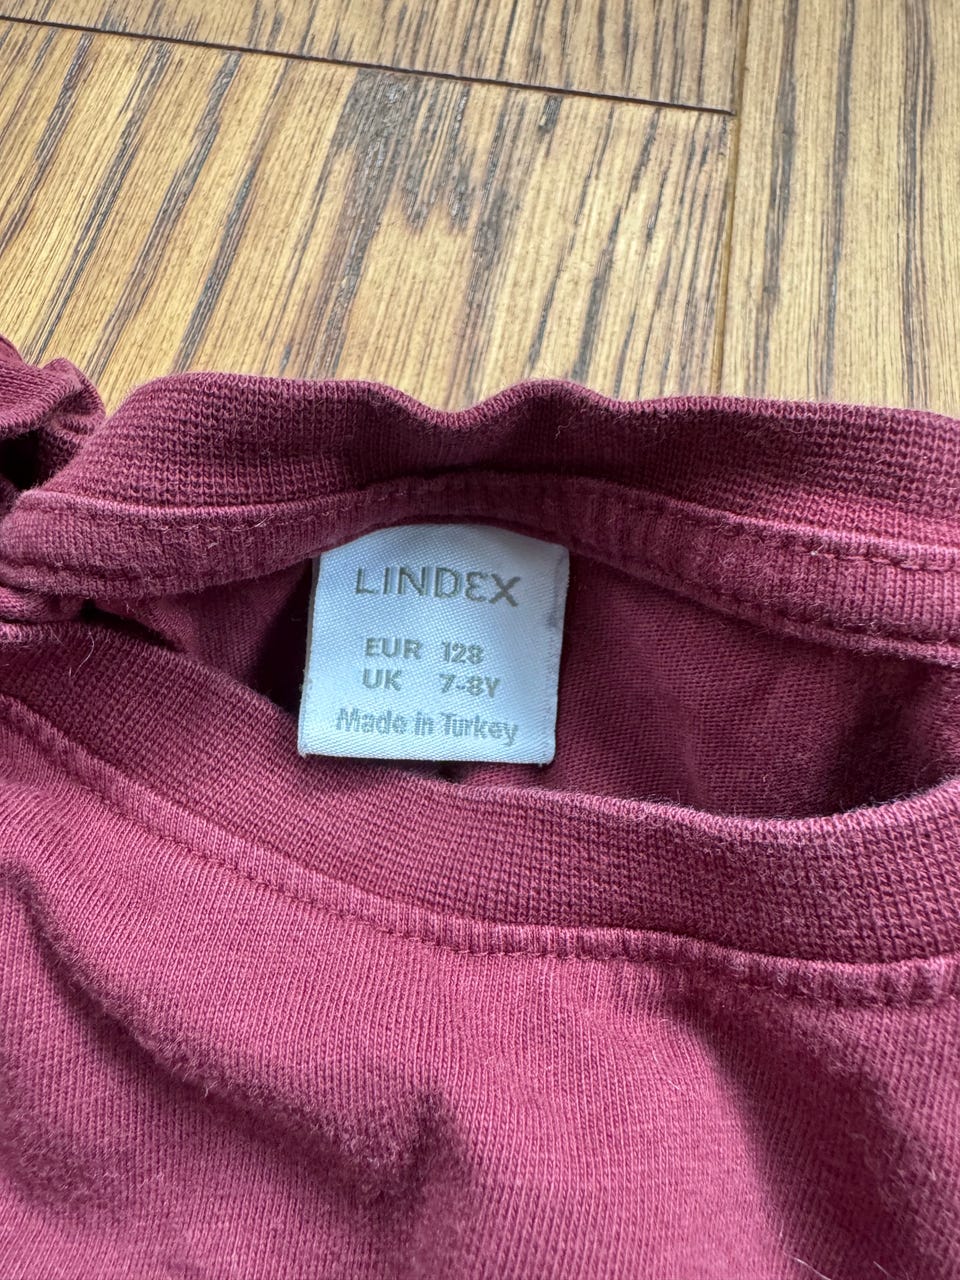 LINDEX
EUR 128
UK 7-8Y
Made in Turkey